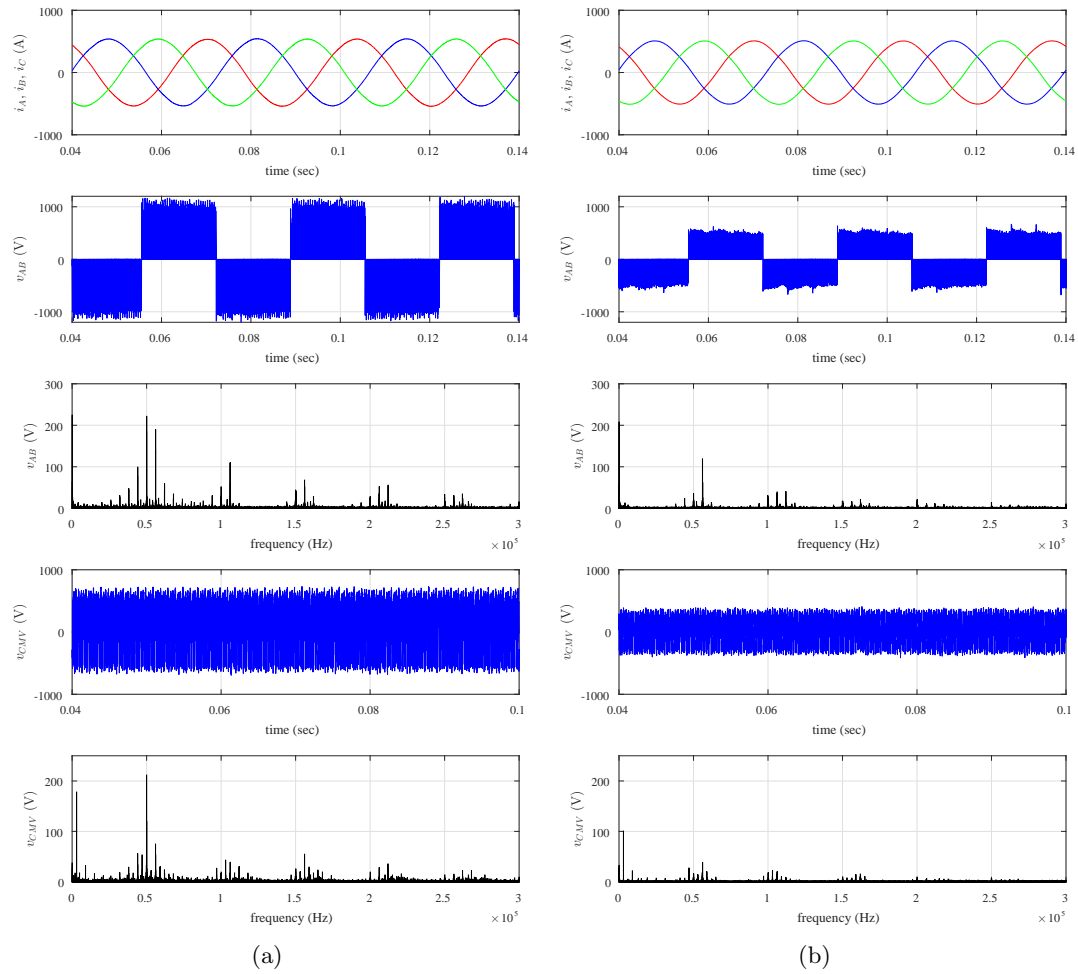 i_A, i_B, i_C (A)
1000
0
-1000
0.04 0.06 0.08 0.1 0.12 0.14
time (sec)
v_AB (V)
1000
0
-1000
0.04 0.06 0.08 0.1 0.12 0.14
time (sec)
v_AB (V)
300
200
100
0
0 0.5 1 1.5 2 2.5 3
frequency (Hz)
×10^5
v_CMV (V)
1000
0
-1000
0.04 0.06 0.08 0.1
time (sec)
v_CMV (V)
200
100
0
0 0.5 1 1.5 2 2.5 3
frequency (Hz)
×10^5
(a)
i_A, i_B, i_C (A)
1000
0
-1000
0.04 0.06 0.08 0.1 0.12 0.14
time (sec)
v_AB (V)
1000
0
-1000
0.04 0.06 0.08 0.1 0.12 0.14
time (sec)
v_AB (V)
300
200
100
0
0 0.5 1 1.5 2 2.5 3
frequency (Hz)
×10^5
v_CMV (V)
1000
0
-1000
0.04 0.06 0.08 0.1
time (sec)
v_CMV (V)
200
100
0
0 0.5 1 1.5 2 2.5 3
frequency (Hz)
×10^5
(b)